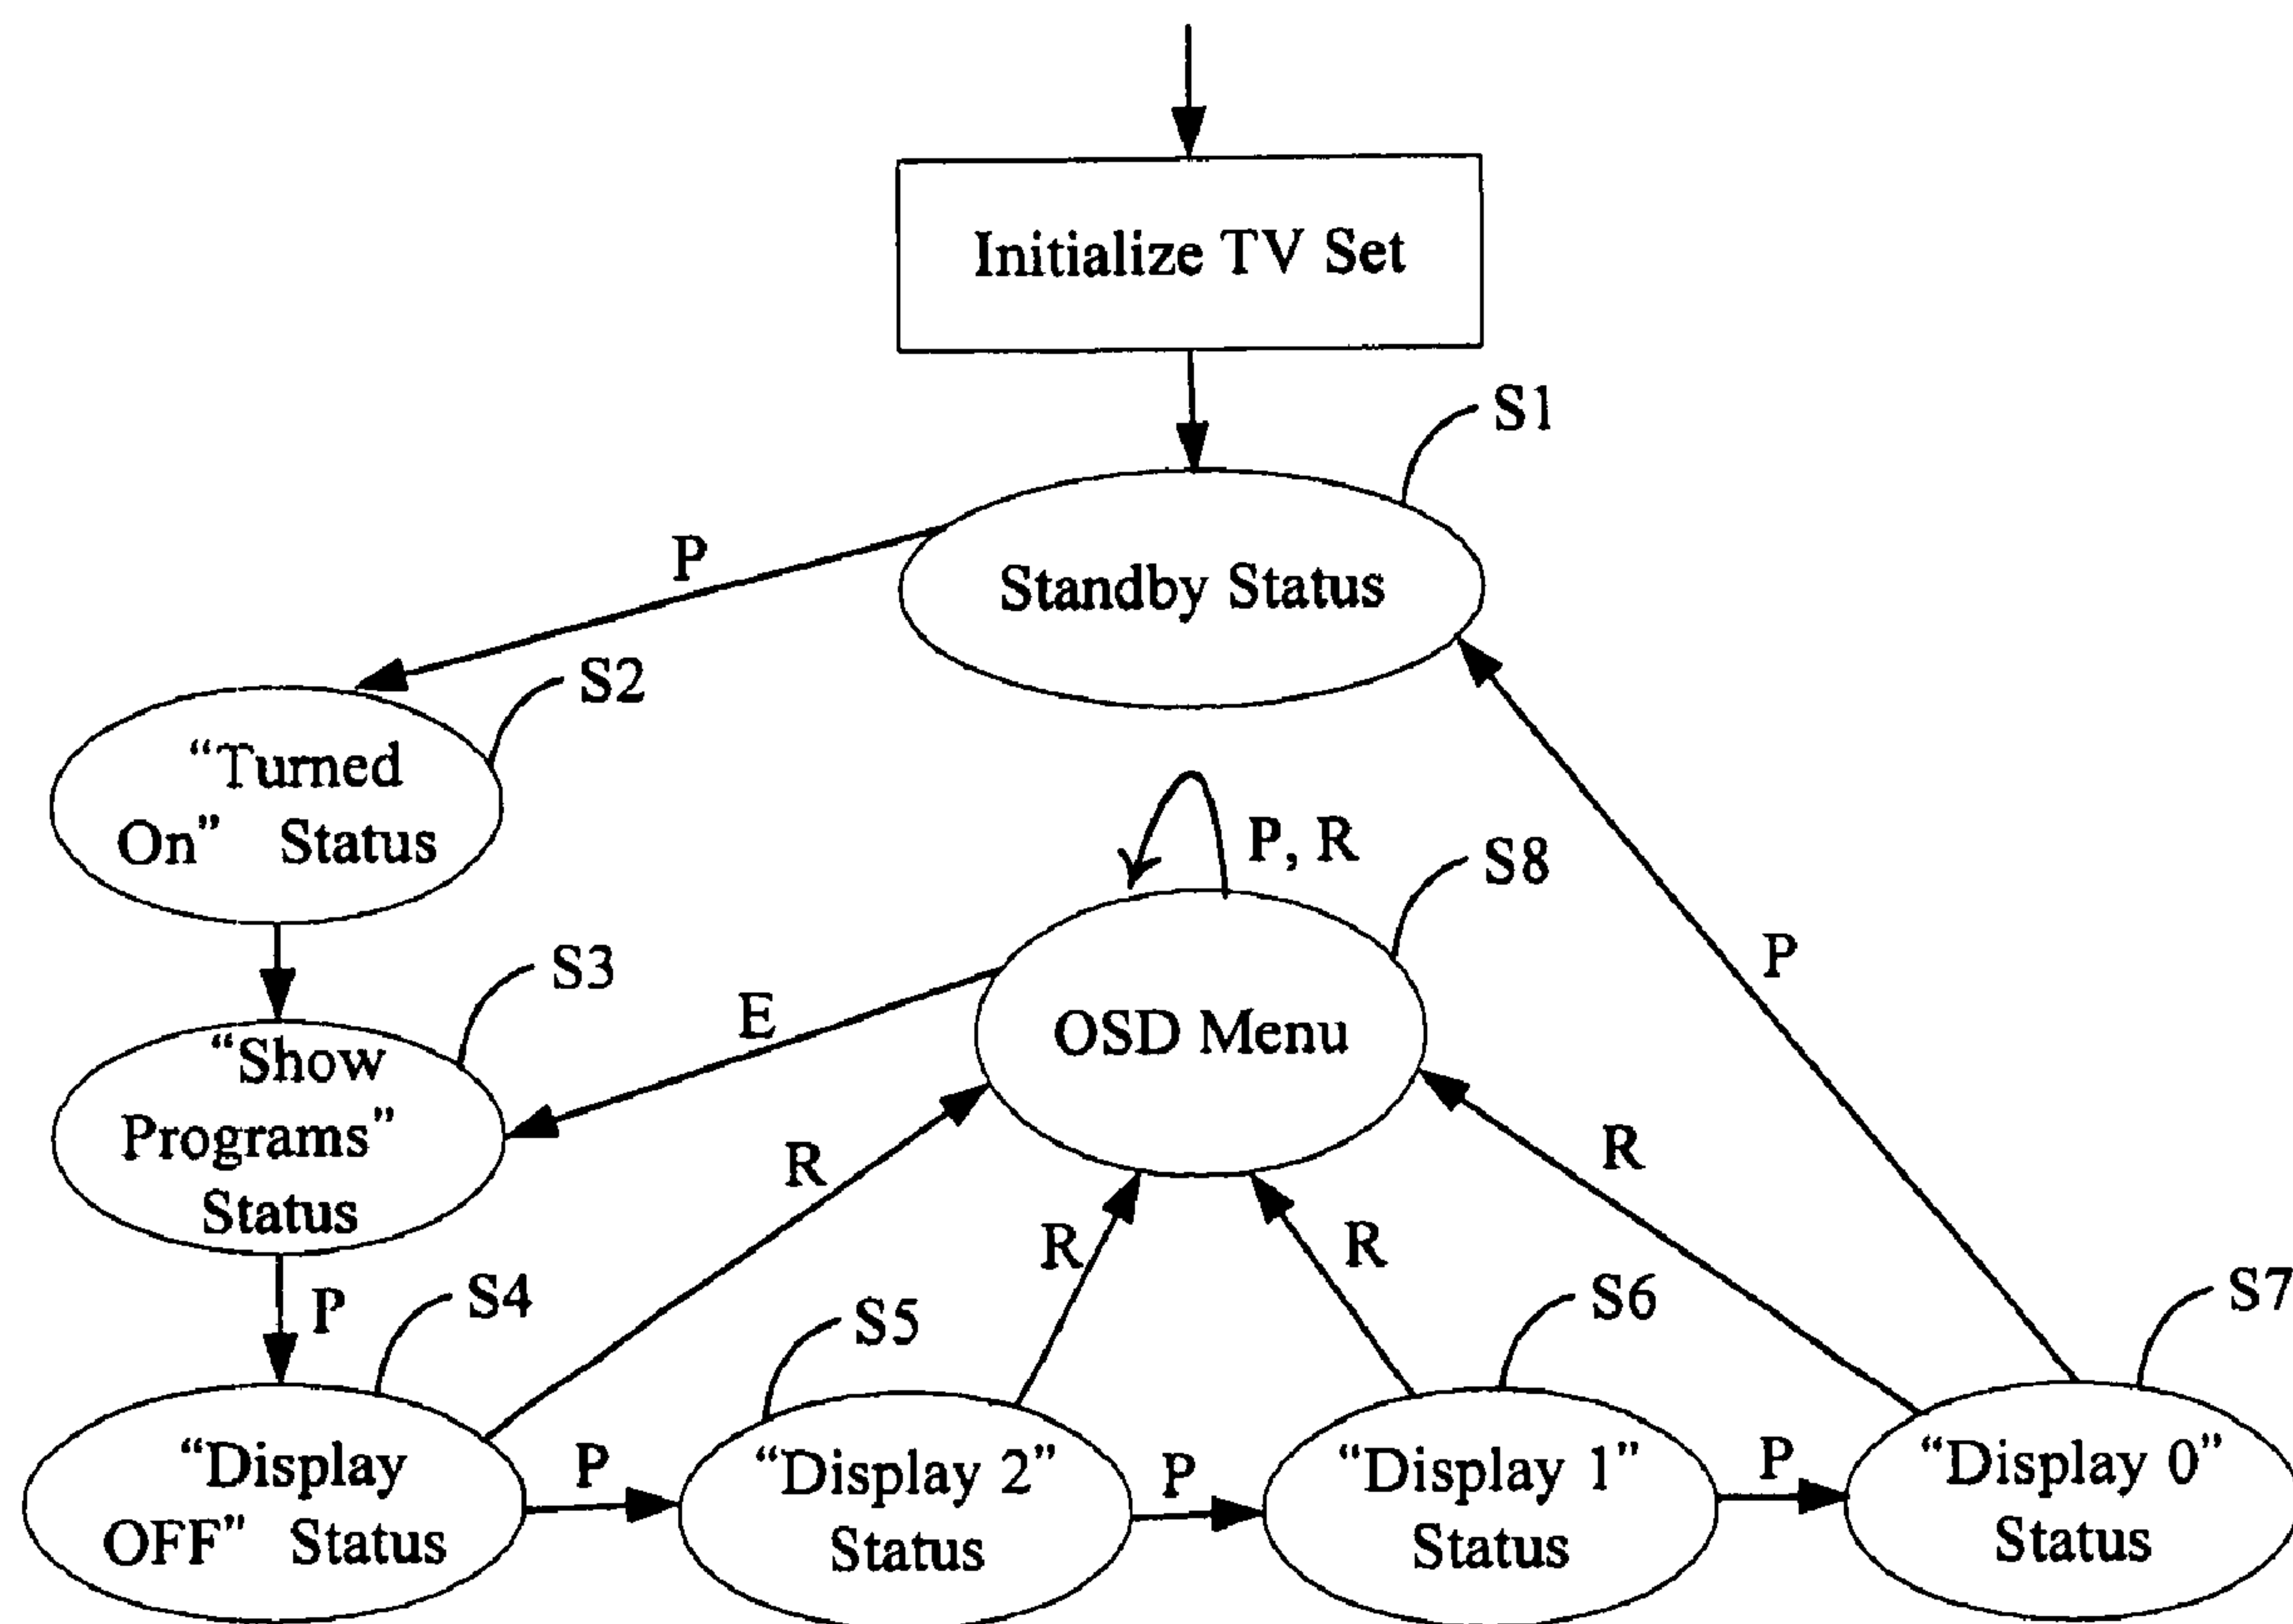 Initialize TV Set
S1
P
Standby Status
S2
“Turned
On” Status
P, R
S8
P
S3
E
OSD Menu
“Show
Programs”
Status
R
R
R
R
P
S4
S5
S6
S7
“Display
OFF” Status
P
“Display 2”
Status
P
“Display 1”
Status
P
“Display 0”
Status